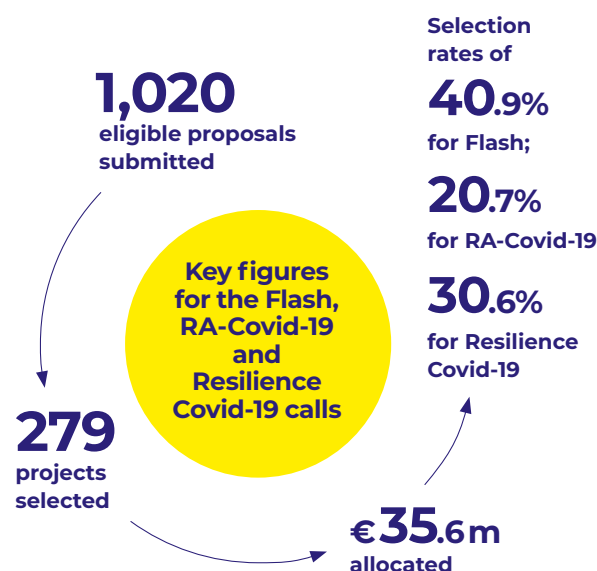 1,020
eligible proposals
submitted
279
projects
selected
€35.6m
allocated
Selection
rates of
40.9%
for Flash;
20.7%
for RA-Covid-19
30.6%
for Resilience
Covid-19
Key figures
for the Flash,
RA-Covid-19
and
Resilience
Covid-19 calls